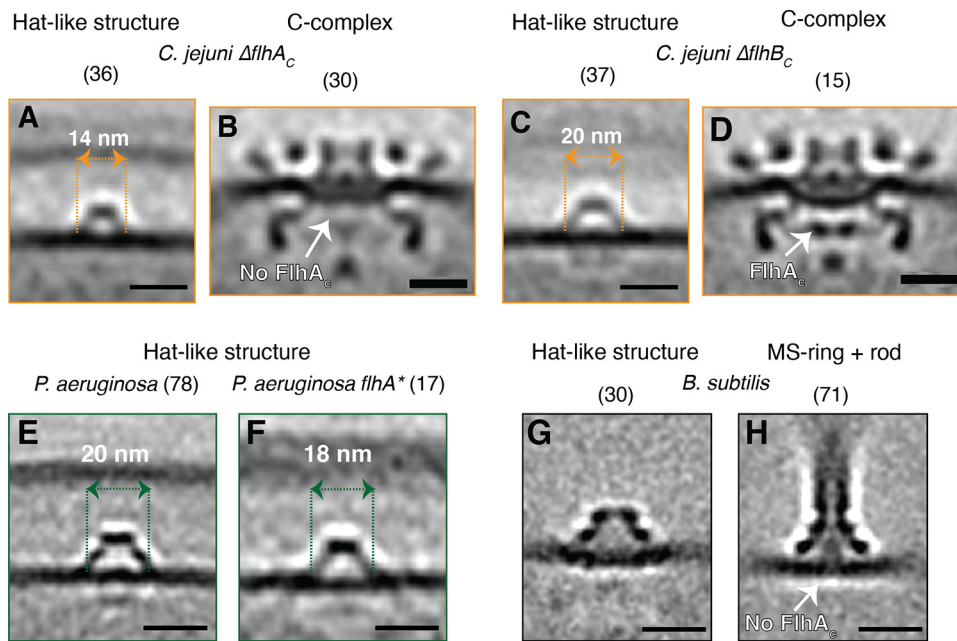 Hat-like structure C-complex
C. jejuni ΔflhAC
(36) (30)
Hat-like structure C-complex
C. jejuni ΔflhBC
(37) (15)
A
14 nm
B
No FlhAC
C
20 nm
D
FlhAC
Hat-like structure
P. aeruginosa (78) P. aeruginosa flhA* (17)
Hat-like structure MS-ring + rod
B. subtilis
(30) (71)
E
20 nm
F
18 nm
G
H
No FlhAC